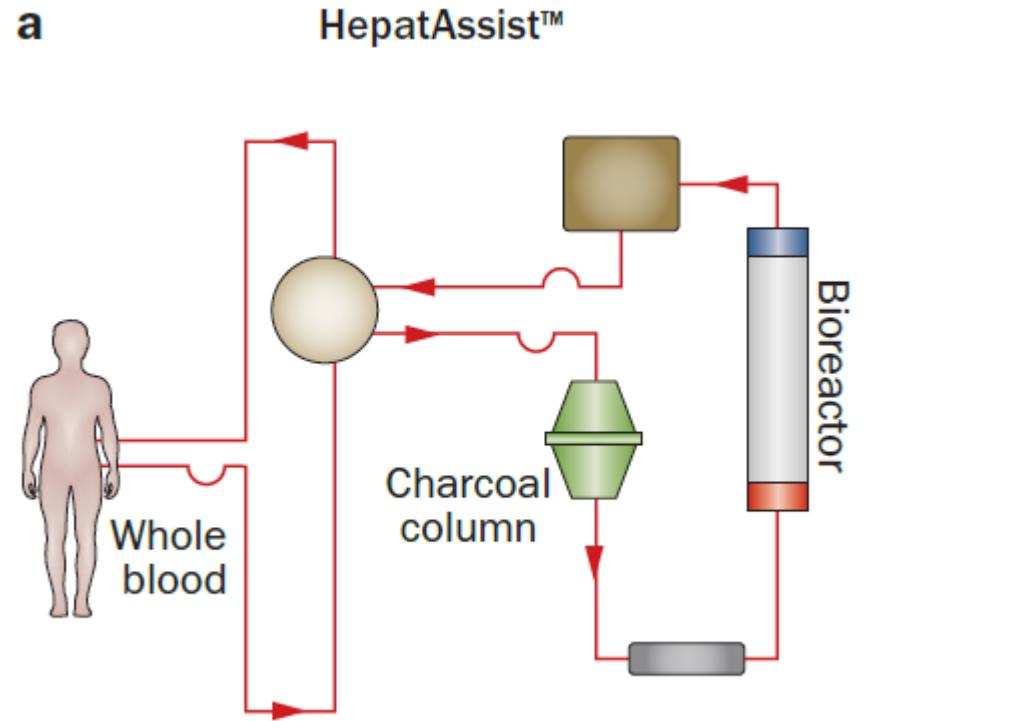 a
HepatAssist™
Bioreactor
Charcoal
column
Whole
blood